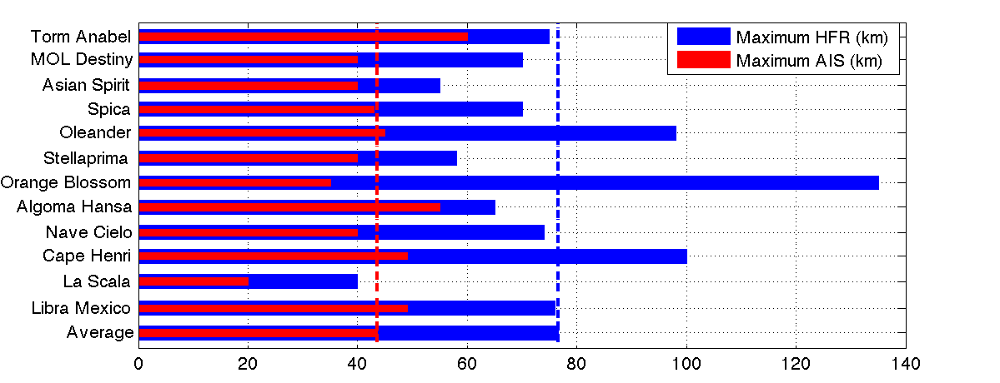 Torm Anabel
MOL Destiny
Asian Spirit
Spica
Oleander
Stellaprima
Orange Blossom
Algoma Hansa
Nave Cielo
Cape Henri
La Scala
Libra Mexico
Average
Maximum HFR (km)
Maximum AIS (km)
0 20 40 60 80 100 120 140